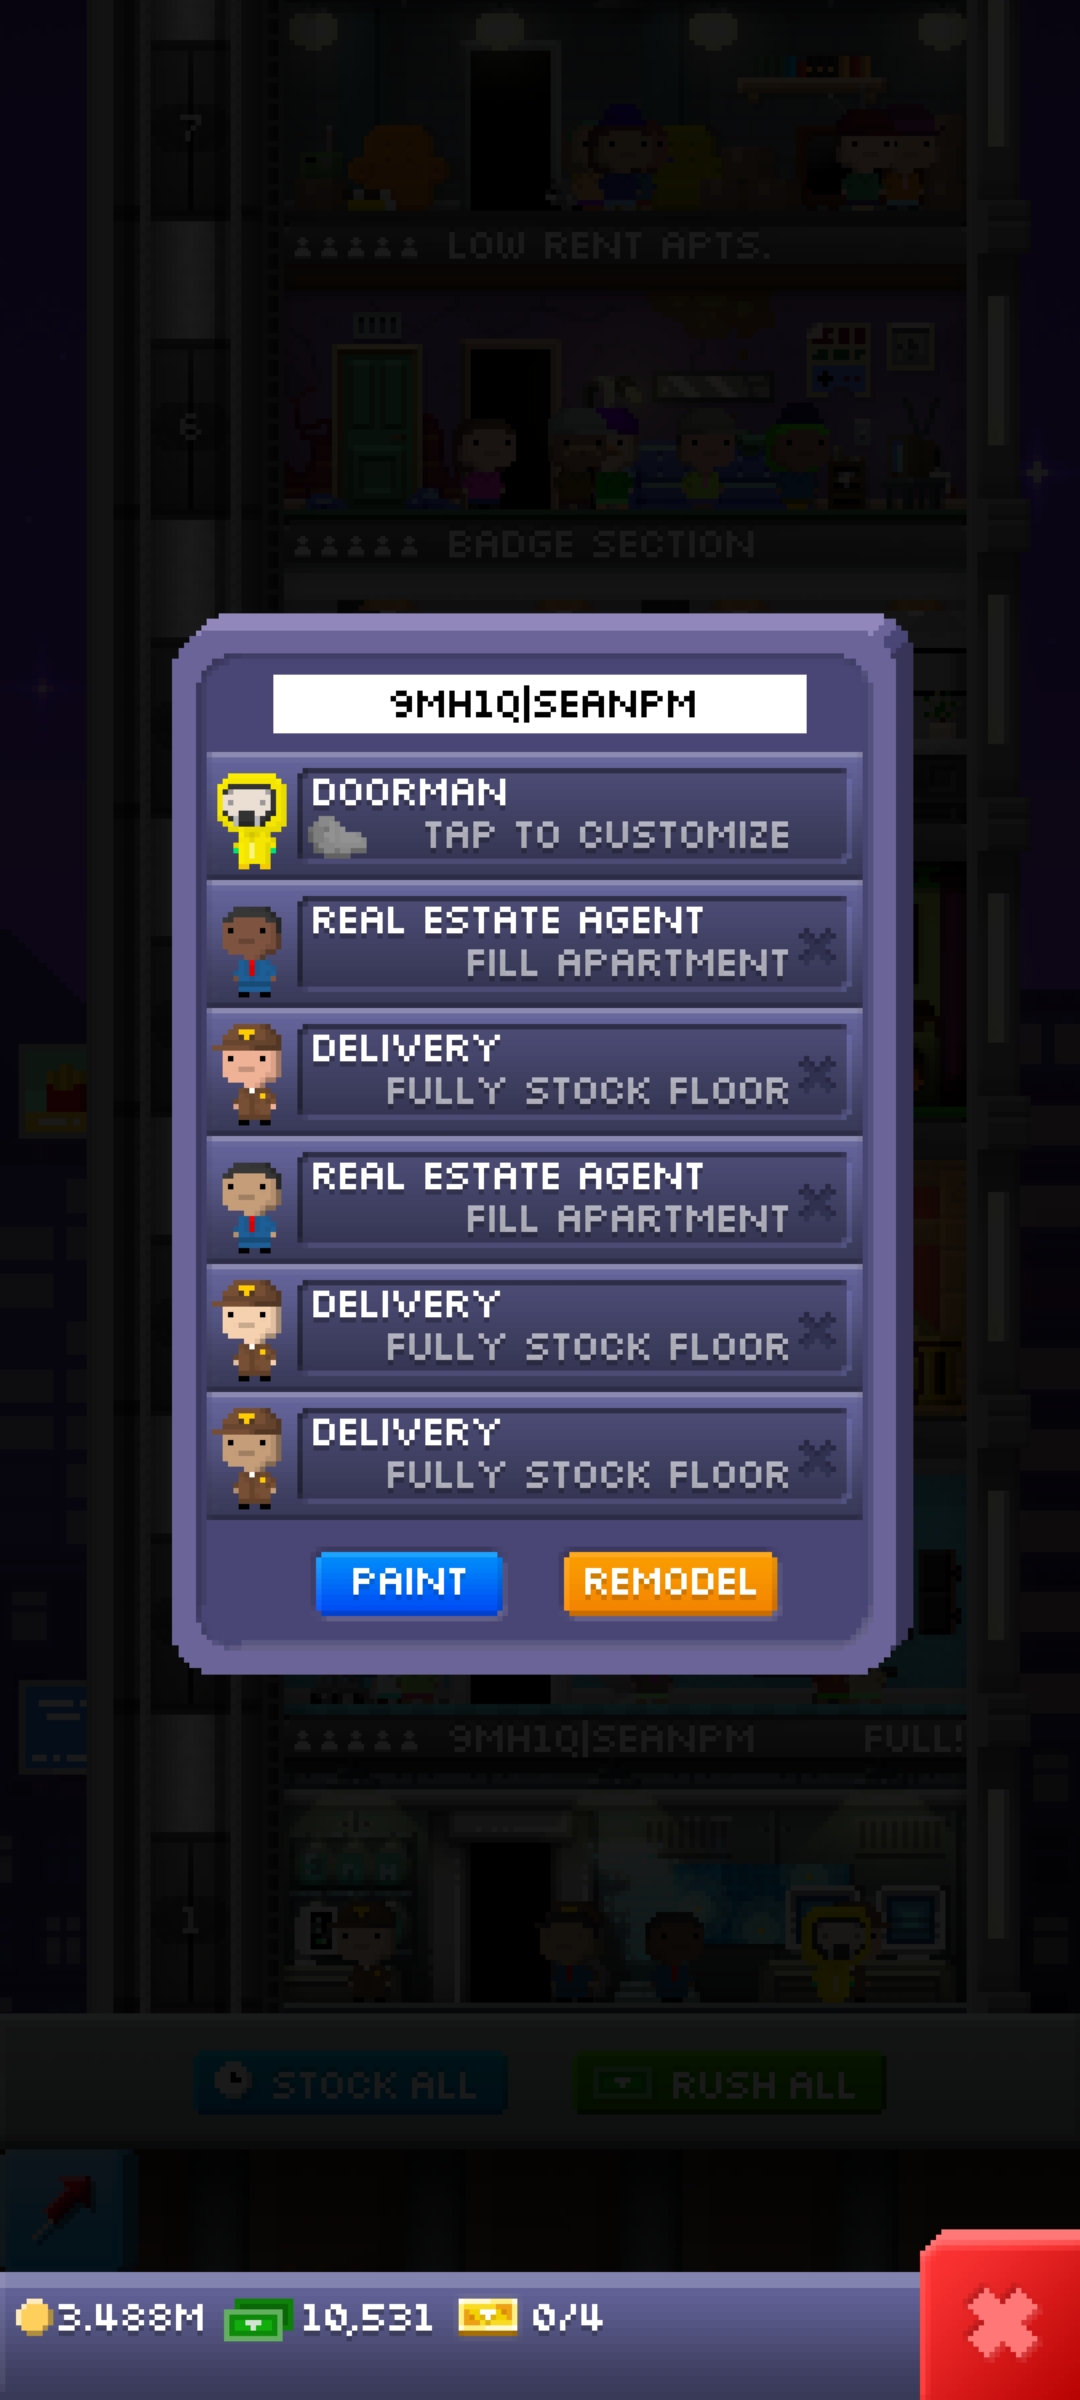 7
LOW RENT APTS.
6
BADGE SECTION
9MH1Q|SEANPM
DOORMAN
TAP TO CUSTOMIZE
REAL ESTATE AGENT
FILL APARTMENT
DELIVERY
FULLY STOCK FLOOR
REAL ESTATE AGENT
FILL APARTMENT
DELIVERY
FULLY STOCK FLOOR
DELIVERY
FULLY STOCK FLOOR
PAINT
REMODEL
9MH1Q|SEANPM FULL!
1
STOCK ALL
RUSH ALL
3.488M 10,531 0/4